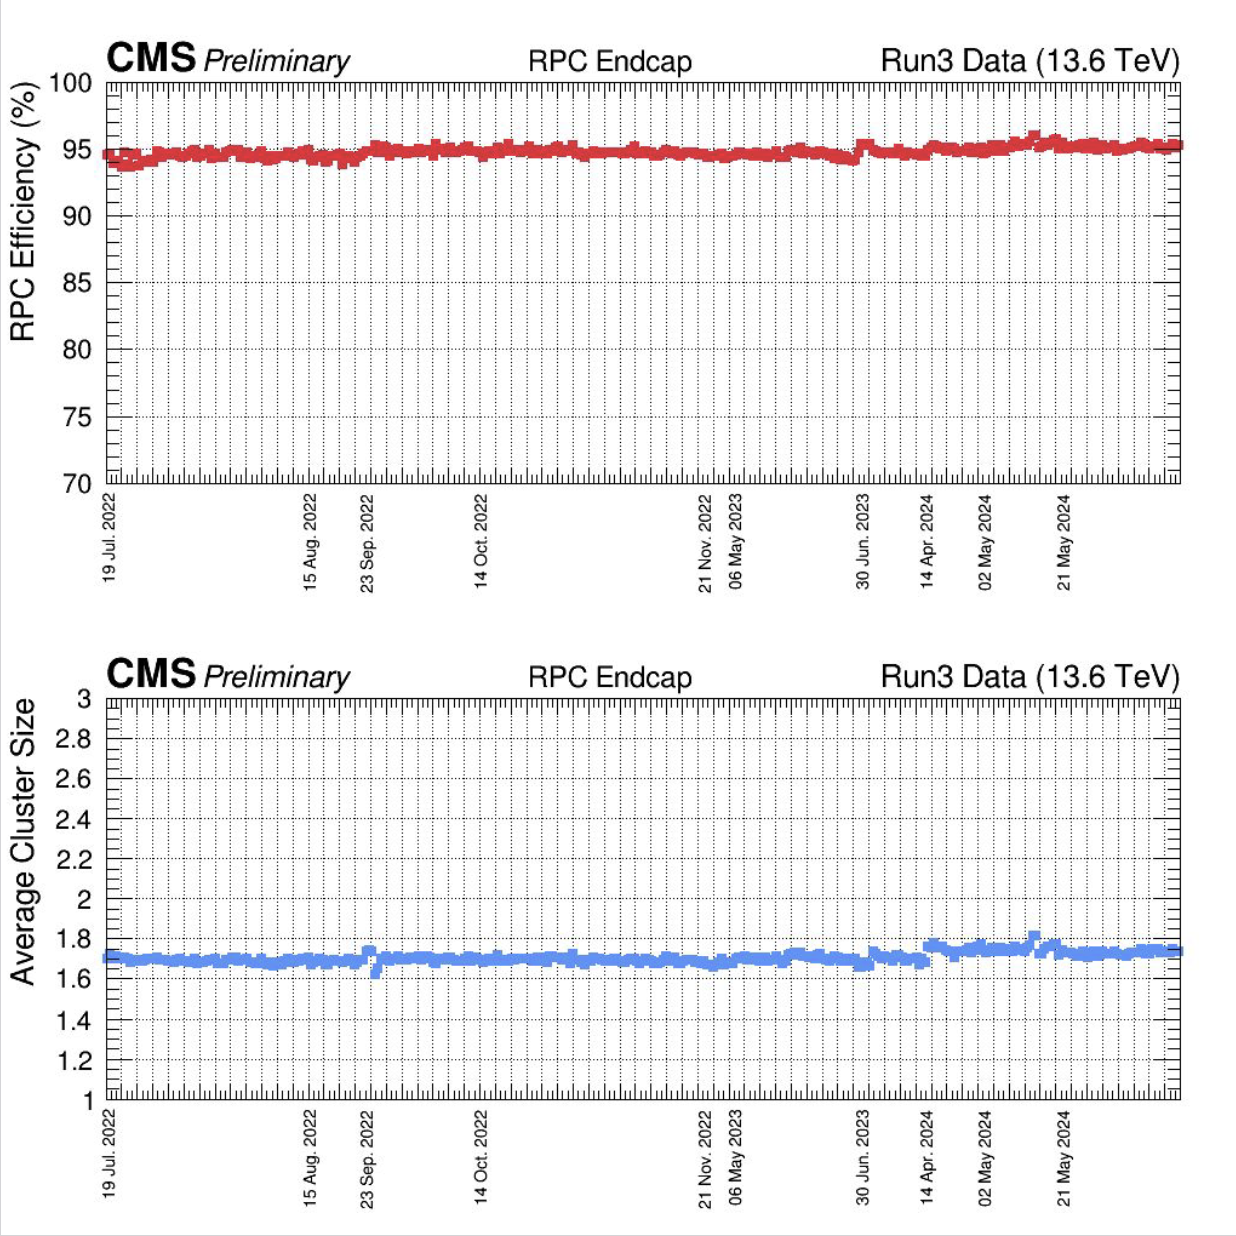 CMS Preliminary RPC Endcap Run3 Data (13.6 TeV)
RPC Efficiency (%)
100
95
90
85
80
75
70
19 Jul. 2022
15 Aug. 2022
23 Sep. 2022
14 Oct. 2022
21 Nov. 2022
06 May 2023
30 Jun. 2023
14 Apr. 2024
02 May 2024
21 May 2024
CMS Preliminary RPC Endcap Run3 Data (13.6 TeV)
Average Cluster Size
3
2.8
2.6
2.4
2.2
2
1.8
1.6
1.4
1.2
1
19 Jul. 2022
15 Aug. 2022
23 Sep. 2022
14 Oct. 2022
21 Nov. 2022
06 May 2023
30 Jun. 2023
14 Apr. 2024
02 May 2024
21 May 2024